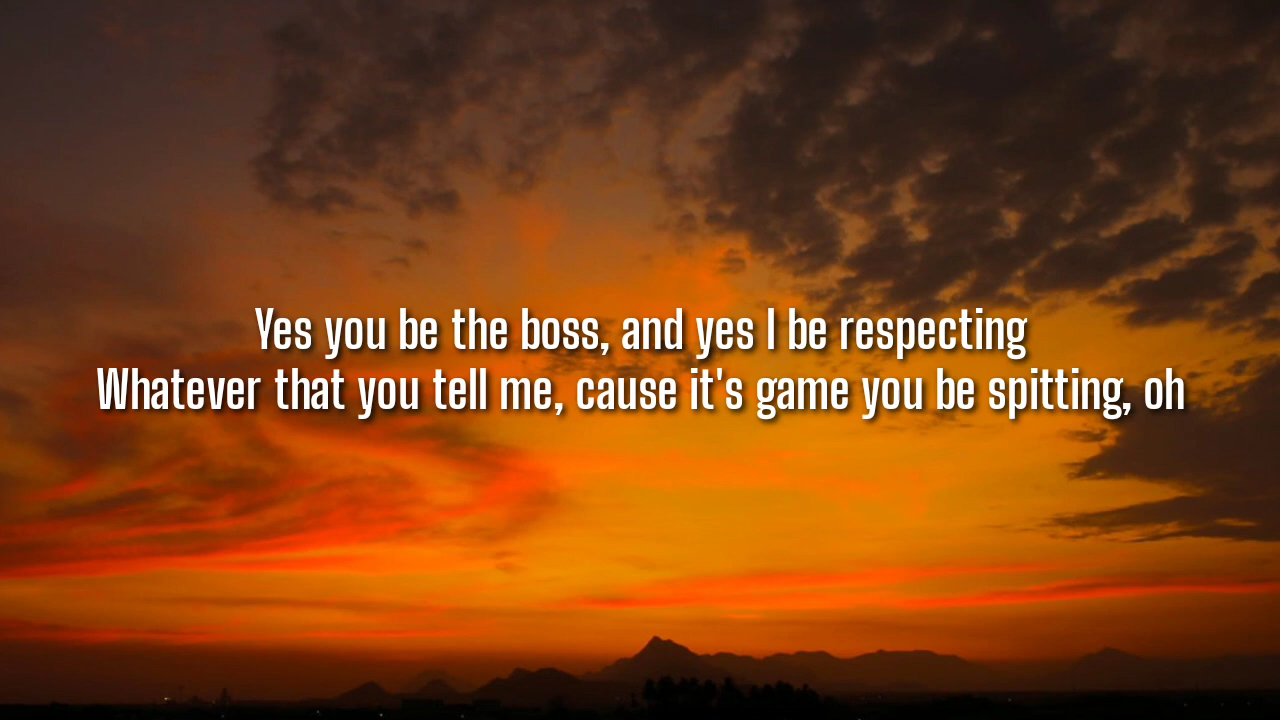 Yes you be the boss, and yes I be respecting
Whatever that you tell me, cause it's game you be spitting, oh